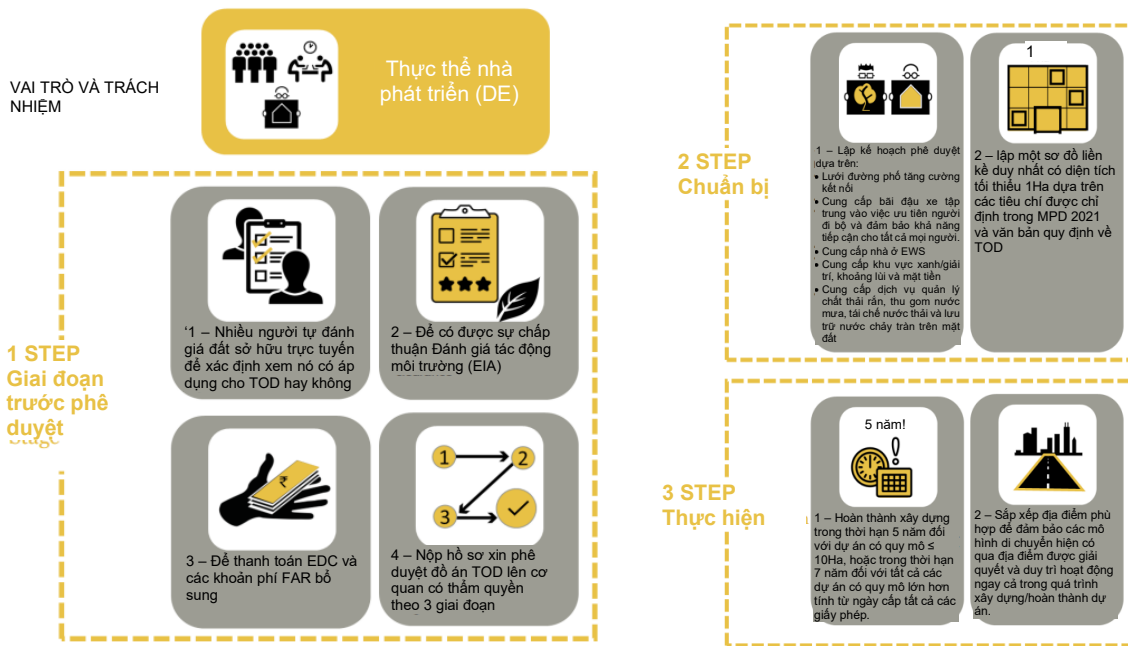 VAI TRÒ VÀ TRÁCH
NHIỆM
Thực thể nhà
phát triển (DE)
1 STEP
Giai đoạn
trước phê
duyệt
'1 – Nhiều người tự đánh
giá đất sở hữu trực tuyến
để xác định xem nó có áp
dụng cho TOD hay không
2 – Để có được sự chấp
thuận Đánh giá tác động
môi trường (EIA)
₹
3 – Để thanh toán EDC và
các khoản phí FAR bổ
sung
1
2
3
4 – Nộp hồ sơ xin phê
duyệt đồ án TOD lên cơ
quan có thẩm quyền
theo 3 giai đoạn
2 STEP
Chuẩn bị
1 – Lập kế hoạch phê duyệt
dựa trên:
• Lưới đường phố tăng cường
kết nối
• Cung cấp bãi đậu xe tập
trung vào việc ưu tiên người
đi bộ và đảm bảo khả năng
tiếp cận cho tất cả mọi người.
• Cung cấp nhà ở EWS
• Cung cấp khu vực xanh/giải
trí, khoảng lùi và mặt tiền
• Cung cấp dịch vụ quản lý
chất thải rắn, thu gom nước
mưa, tái chế nước thải và lưu
trữ nước chảy tràn trên mặt
đất
1
2 – lập một sơ đồ liền
kề duy nhất có diện tích
tối thiểu 1Ha dựa trên
các tiêu chí được chỉ
định trong MPD 2021
và văn bản quy định về
TOD
3 STEP
Thực hiện
5 năm!
1 – Hoàn thành xây dựng
trong thời hạn 5 năm đối
với dự án có quy mô ≤
10Ha, hoặc trong thời hạn
7 năm đối với tất cả các
dự án có quy mô lớn hơn
tính từ ngày cấp tất cả các
giấy phép.
2 – Sắp xếp địa điểm phù
hợp để đảm bảo các mô
hình di chuyển hiện có
qua địa điểm được giải
quyết và duy trì hoạt động
ngay cả trong quá trình
xây dựng/hoàn thành dự
án.